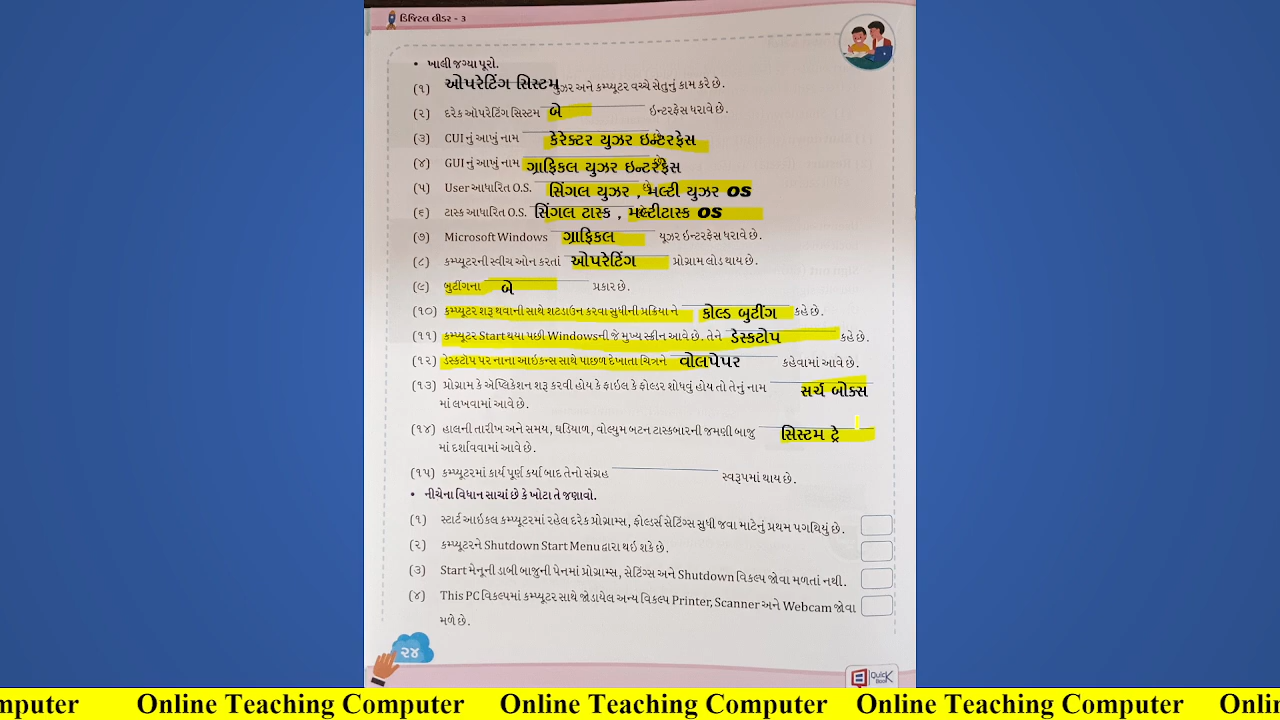 ડિજિટલ લીડર - ૩
• ખાલી જગ્યા પૂરો.
(૧) ઓપરેટિંગ સિસ્ટમ યુઝર અને કમ્પ્યૂટર વચ્ચે સેતુનું કામ કરે છે.
(૨) દરેક ઑપરેટિંગ સિસ્ટમ બે ઇન્ટરફેસ ધરાવે છે.
(૩) CUI નું આખું નામ કેરેક્ટર યુઝર ઇન્ટરફેસ છે.
(૪) GUI નું આખું નામ ગ્રાફિકલ યુઝર ઇન્ટરફેસ છે.
(૫) User આધારિત O.S. સિંગલ યુઝર , મલ્ટી યુઝર OS છે.
(૬) ટાસ્ક આધારિત O.S. સિંગલ ટાસ્ક , મલ્ટીટાસ્ક OS
(૭) Microsoft Windows ગ્રાફિકલ યૂઝર ઇન્ટરફેસ ધરાવે છે.
(૮) કમ્પ્યૂટરની સ્વીચ ઓન કરતાં ઓપરેટિંગ પ્રોગ્રામ લોડ થાય છે.
(૯) બુટીંગના બે પ્રકાર છે.
(૧૦) કમ્પ્યૂટર શરૂ થવાની સાથે શટડાઉન કરવા સુધીની પ્રક્રિયા ને કોલ્ડ બુટીંગ કહે છે.
(૧૧) કમ્પ્યૂટર Start થયા પછી Windowsની જે મુખ્ય સ્ક્રીન આવે છે. તેને ડેસ્કટોપ કહે છે.
(૧૨) ડેસ્કટોપ પર નાના આઇકન્સ સાથે પાછળ દેખાતા ચિત્રને વોલપેપર કહેવામાં આવે છે.
(૧૩) પ્રોગ્રામ કે એપ્લિકેશન શરૂ કરવી હોય કે ફાઇલ કે ફોલ્ડર શોધવું હોય તો તેનું નામ સર્ચ બોક્સ
માં લખવામાં આવે છે.
(૧૪) હાલની તારીખ અને સમય, ઘડિયાળ, વોલ્યુમ બટન ટાસ્કબારની જમણી બાજુ સિસ્ટમ ટ્રે
માં દર્શાવવામાં આવે છે.
(૧૫) કમ્પ્યૂટરમાં કાર્ય પૂર્ણ કર્યા બાદ તેનો સંગ્રહ ____________ સ્વરૂપમાં થાય છે.
• નીચેના વિધાન સાચાં છે કે ખોટા તે જણાવો.
(૧) સ્ટાર્ટ આઇકલ કમ્પ્યૂટરમાં રહેલ દરેક પ્રોગ્રામ્સ, ફોલ્ડર્સ સેટિંગ્સ સુધી જવા માટેનું પ્રથમ પગથિયું છે.
(૨) કમ્પ્યૂટરને Shutdown Start Menu દ્વારા થઇ શકે છે.
(૩) Start મેનૂની ડાબી બાજુની પેનમાં પ્રોગ્રામ્સ, સેટિંગ્સ અને Shutdown વિકલ્પ જોવા મળતાં નથી.
(૪) This PC વિકલ્પમાં કમ્પ્યૂટર સાથે જોડાયેલ અન્ય વિકલ્પ Printer, Scanner અને Webcam જોવા
મળે છે.
૨૪
Quick Book
mputer Online Teaching Computer Online Teaching Computer Online Teaching Computer Onli